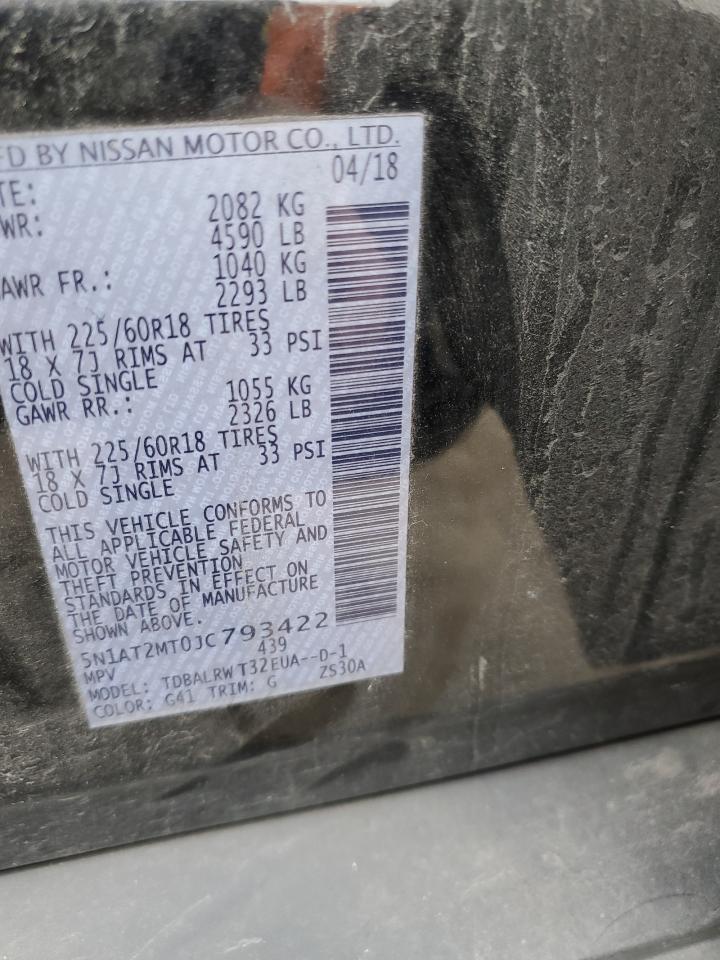 FD BY NISSAN MOTOR CO., LTD.
TE: 04/18
WR: 2082 KG
4590 LB
AWR FR.: 1040 KG
2293 LB
WITH 225/60R18 TIRES
18 X 7J RIMS AT 33 PSI
COLD SINGLE
GAWR RR.: 1055 KG
2326 LB
WITH 225/60R18 TIRES
18 X 7J RIMS AT 33 PSI
COLD SINGLE
THIS VEHICLE CONFORMS TO
ALL APPLICABLE FEDERAL
MOTOR VEHICLE SAFETY AND
THEFT PREVENTION
STANDARDS IN EFFECT ON
THE DATE OF MANUFACTURE
SHOWN ABOVE.
5N1AT2MT0JC793422
MPV 439
MODEL: TDBALRW T32EUA--D-1
COLOR: G41 TRIM: G ZS30A